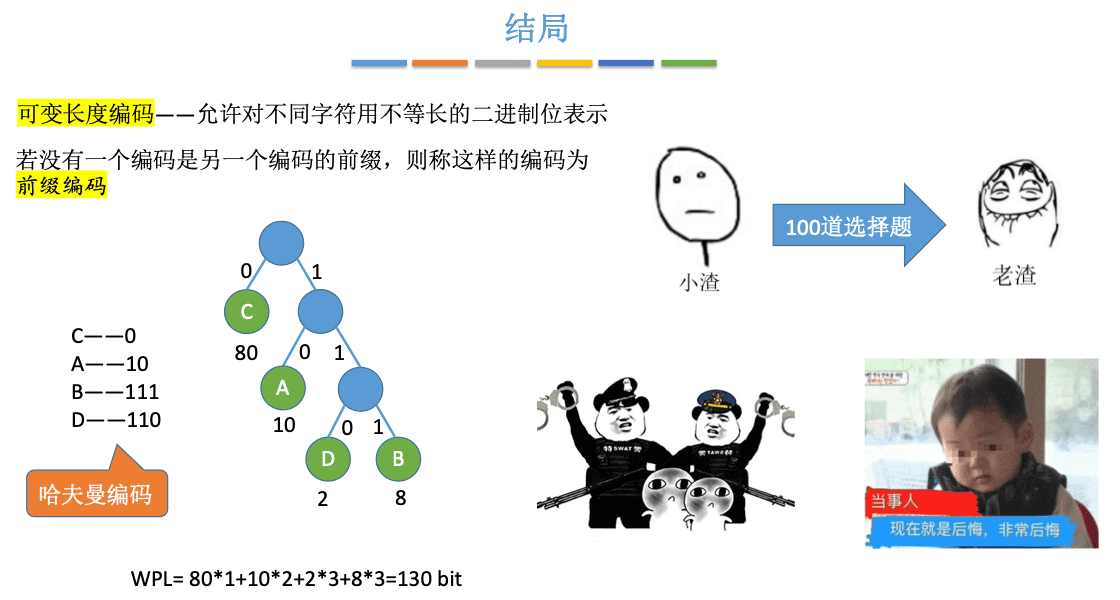 结局
可变长度编码——允许对不同字符用不等长的二进制位表示
若没有一个编码是另一个编码的前缀，则称这样的编码为
前缀编码
0
1
C
80
0
1
A
10
0
1
D
B
2
8
C——0
A——10
B——111
D——110
哈夫曼编码
WPL= 80*1+10*2+2*3+8*3=130 bit
小渣
100道选择题
老渣
特 SWAT 警
特 TAWS 警
当事人
现在就是后悔，非常后悔